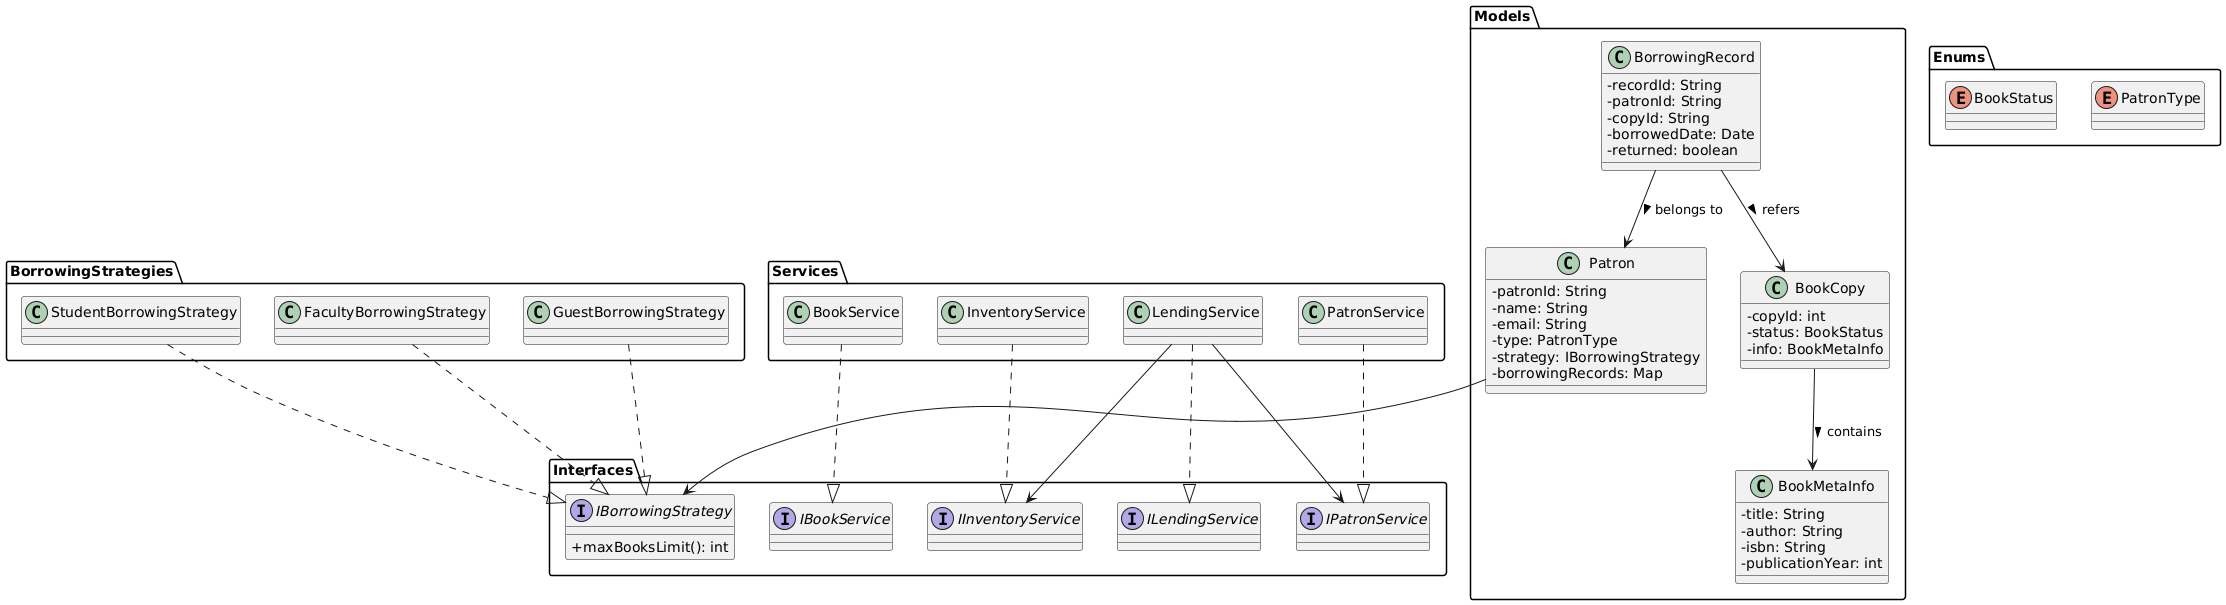 Models
C BorrowingRecord
-recordId: String
-patronId: String
-copyId: String
-borrowedDate: Date
-returned: boolean
Enums
E BookStatus
E PatronType
belongs to
refers
C Patron
-patronId: String
-name: String
-email: String
-type: PatronType
-strategy: IBorrowingStrategy
-borrowingRecords: Map
C BookCopy
-copyId: int
-status: BookStatus
-info: BookMetaInfo
BorrowingStrategies
C StudentBorrowingStrategy
C FacultyBorrowingStrategy
C GuestBorrowingStrategy
Services
C BookService
C InventoryService
C LendingService
C PatronService
contains
Interfaces
I IBorrowingStrategy
+maxBooksLimit(): int
I IBookService
I IInventoryService
I ILendingService
I IPatronService
C BookMetaInfo
-title: String
-author: String
-isbn: String
-publicationYear: int